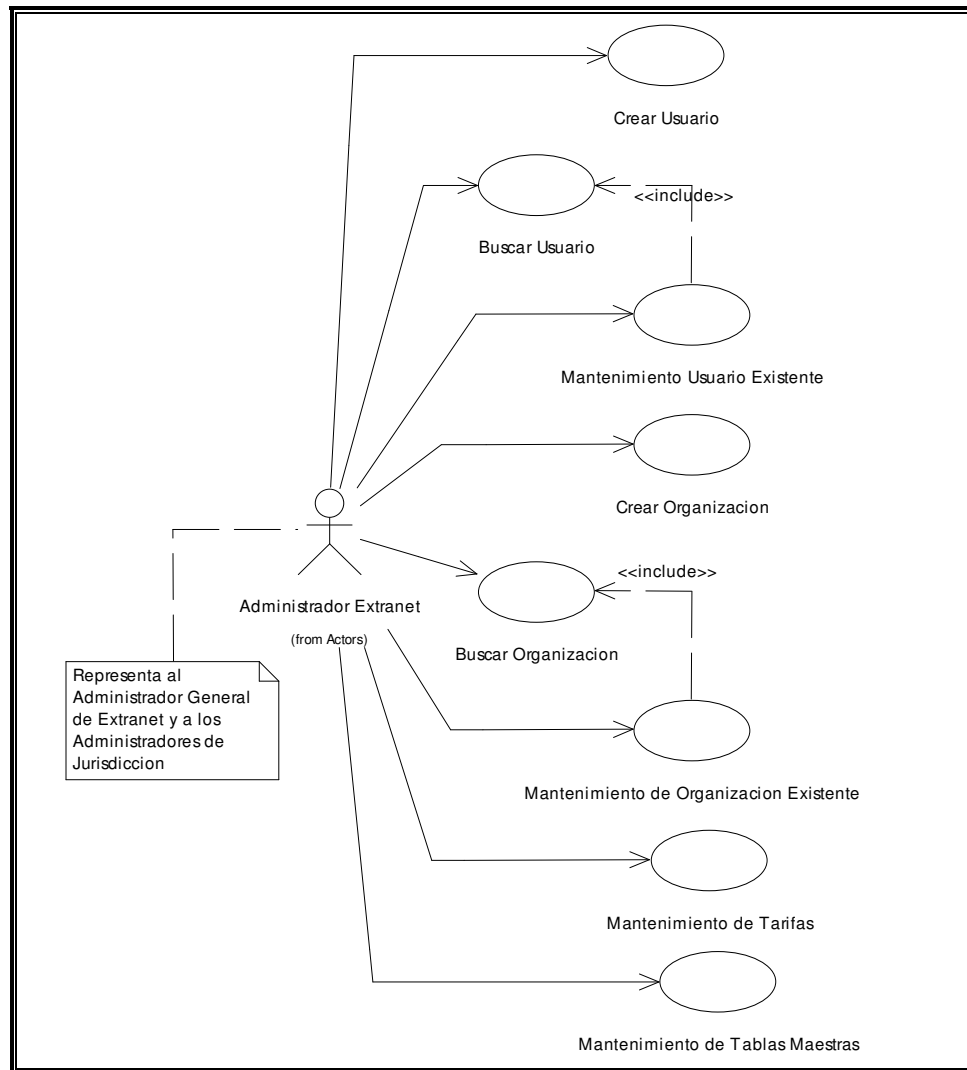 Crear Usuario
<<include>>
Buscar Usuario
Mantenimiento Usuario Existente
Crear Organizacion
<<include>>
Administrador Extranet
(from Actors)
Buscar Organizacion
Representa al
Administrador General
de Extranet y a los
Administradores de
Jurisdiccion
Mantenimiento de Organizacion Existente
Mantenimiento de Tarifas
Mantenimiento de Tablas Maestras